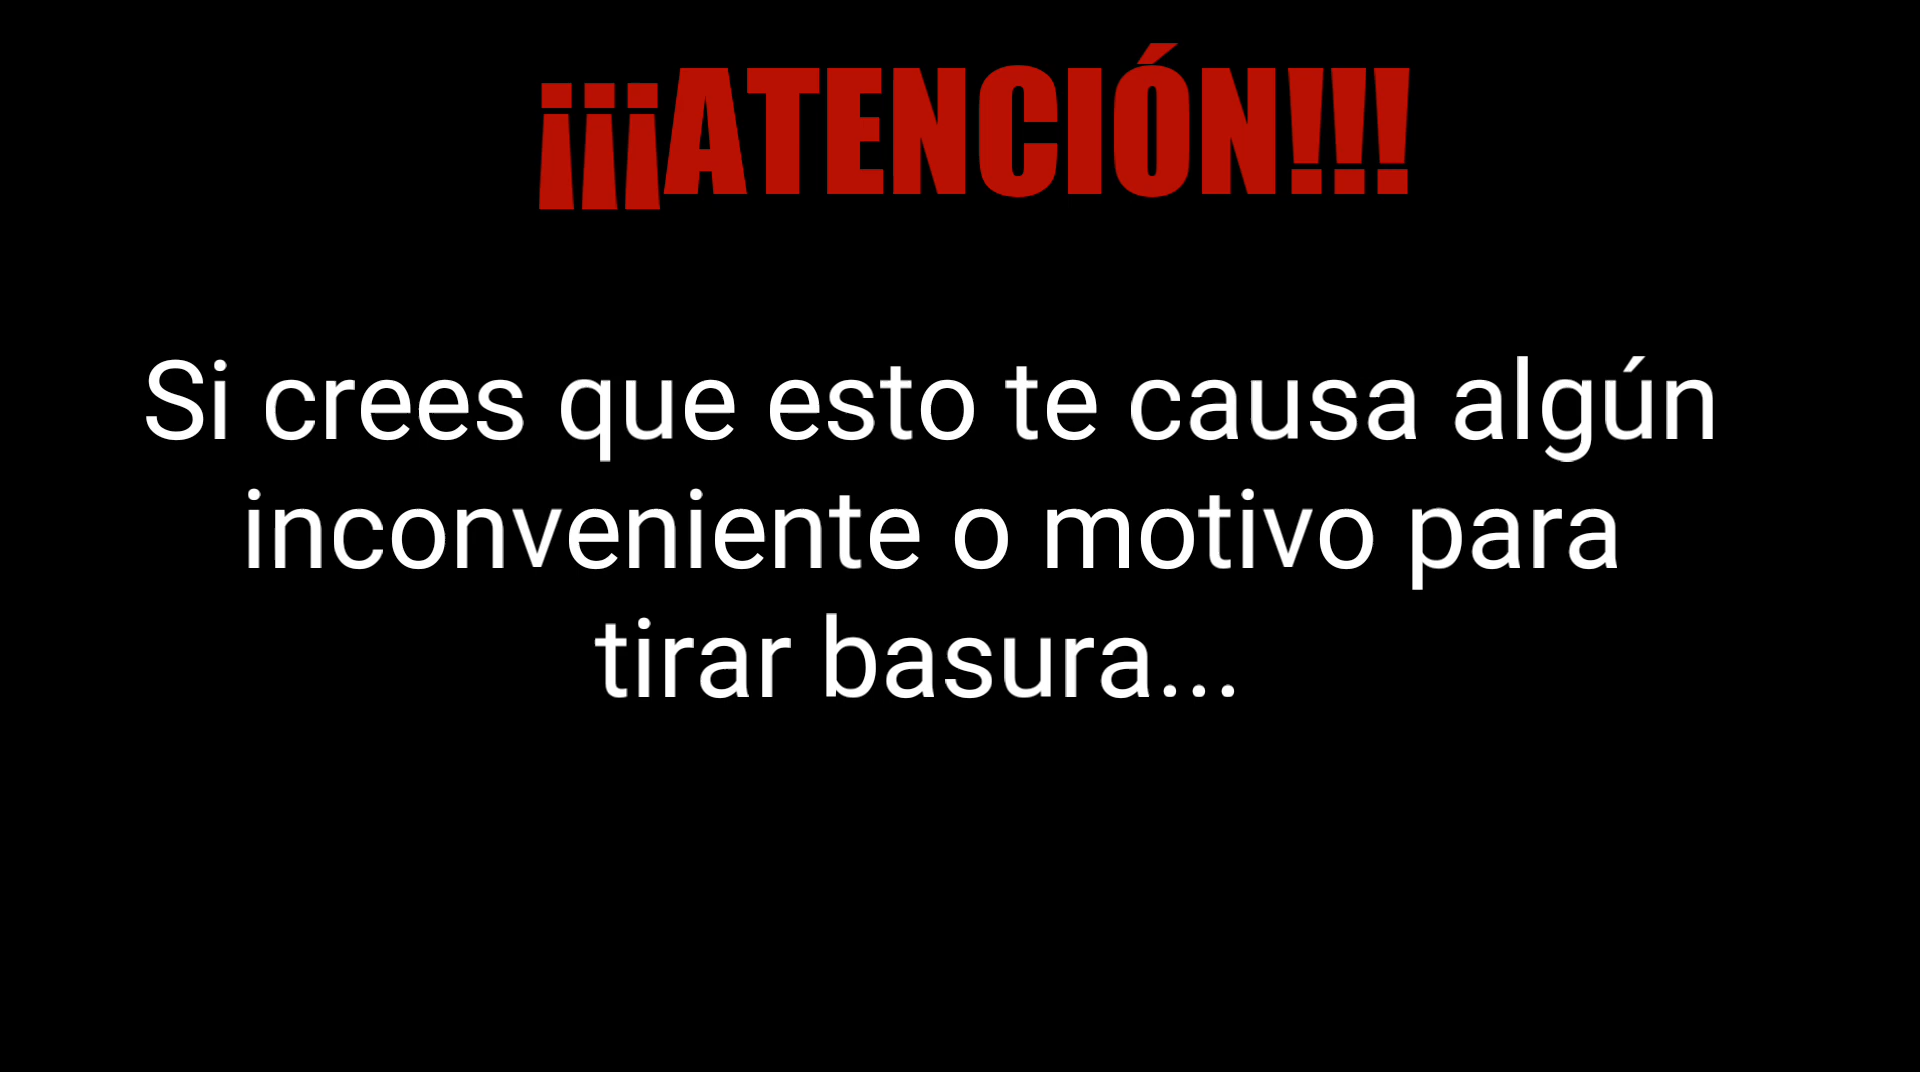 ¡¡¡ATENCIÓN!!!
Si crees que esto te causa algún
inconveniente o motivo para
tirar basura...